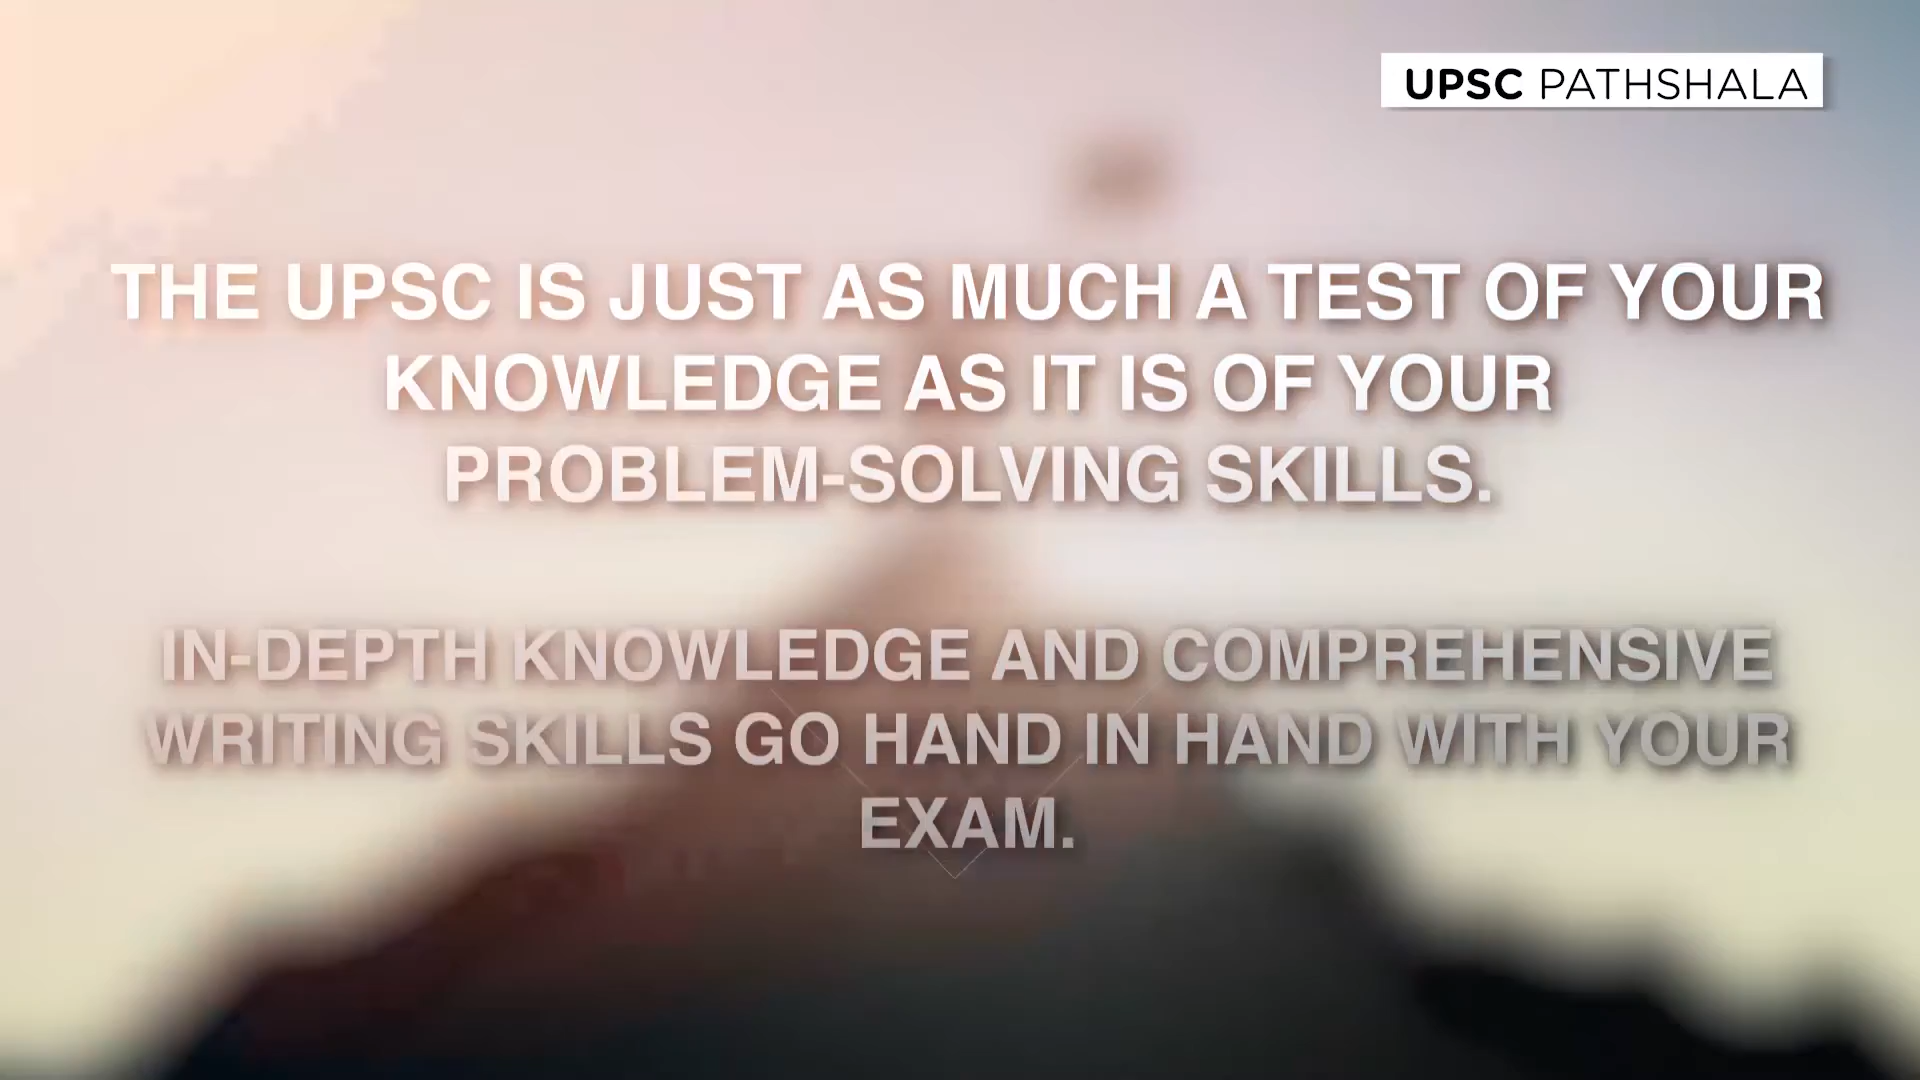 UPSC PATHSHALA
THE UPSC IS JUST AS MUCH A TEST OF YOUR
KNOWLEDGE AS IT IS OF YOUR
PROBLEM-SOLVING SKILLS.
IN-DEPTH KNOWLEDGE AND COMPREHENSIVE
WRITING SKILLS GO HAND IN HAND WITH YOUR
EXAM.